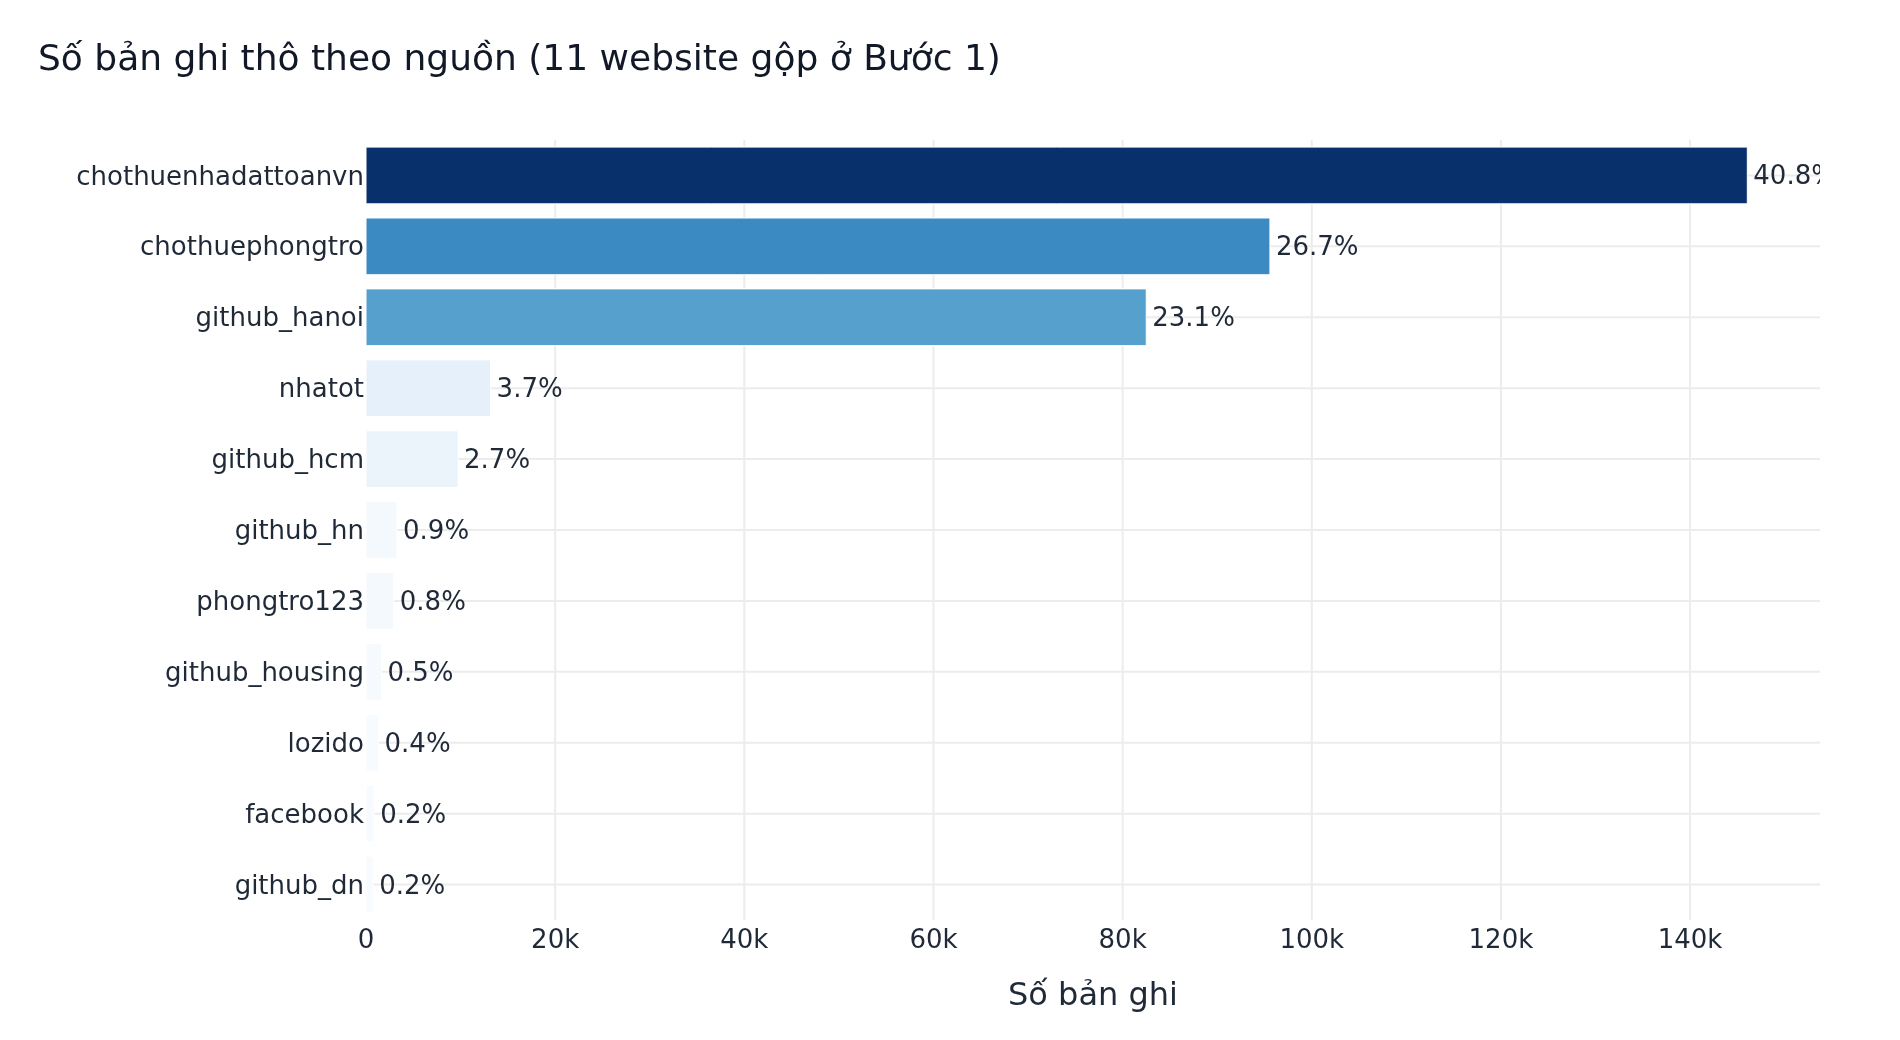 Số bản ghi thô theo nguồn (11 website gộp ở Bước 1)
chothuenhadattoanvn 40.8%
chothuephongtro 26.7%
github_hanoi 23.1%
nhatot 3.7%
github_hcm 2.7%
github_hn 0.9%
phongtro123 0.8%
github_housing 0.5%
lozido 0.4%
facebook 0.2%
github_dn 0.2%
0 20k 40k 60k 80k 100k 120k 140k
Số bản ghi